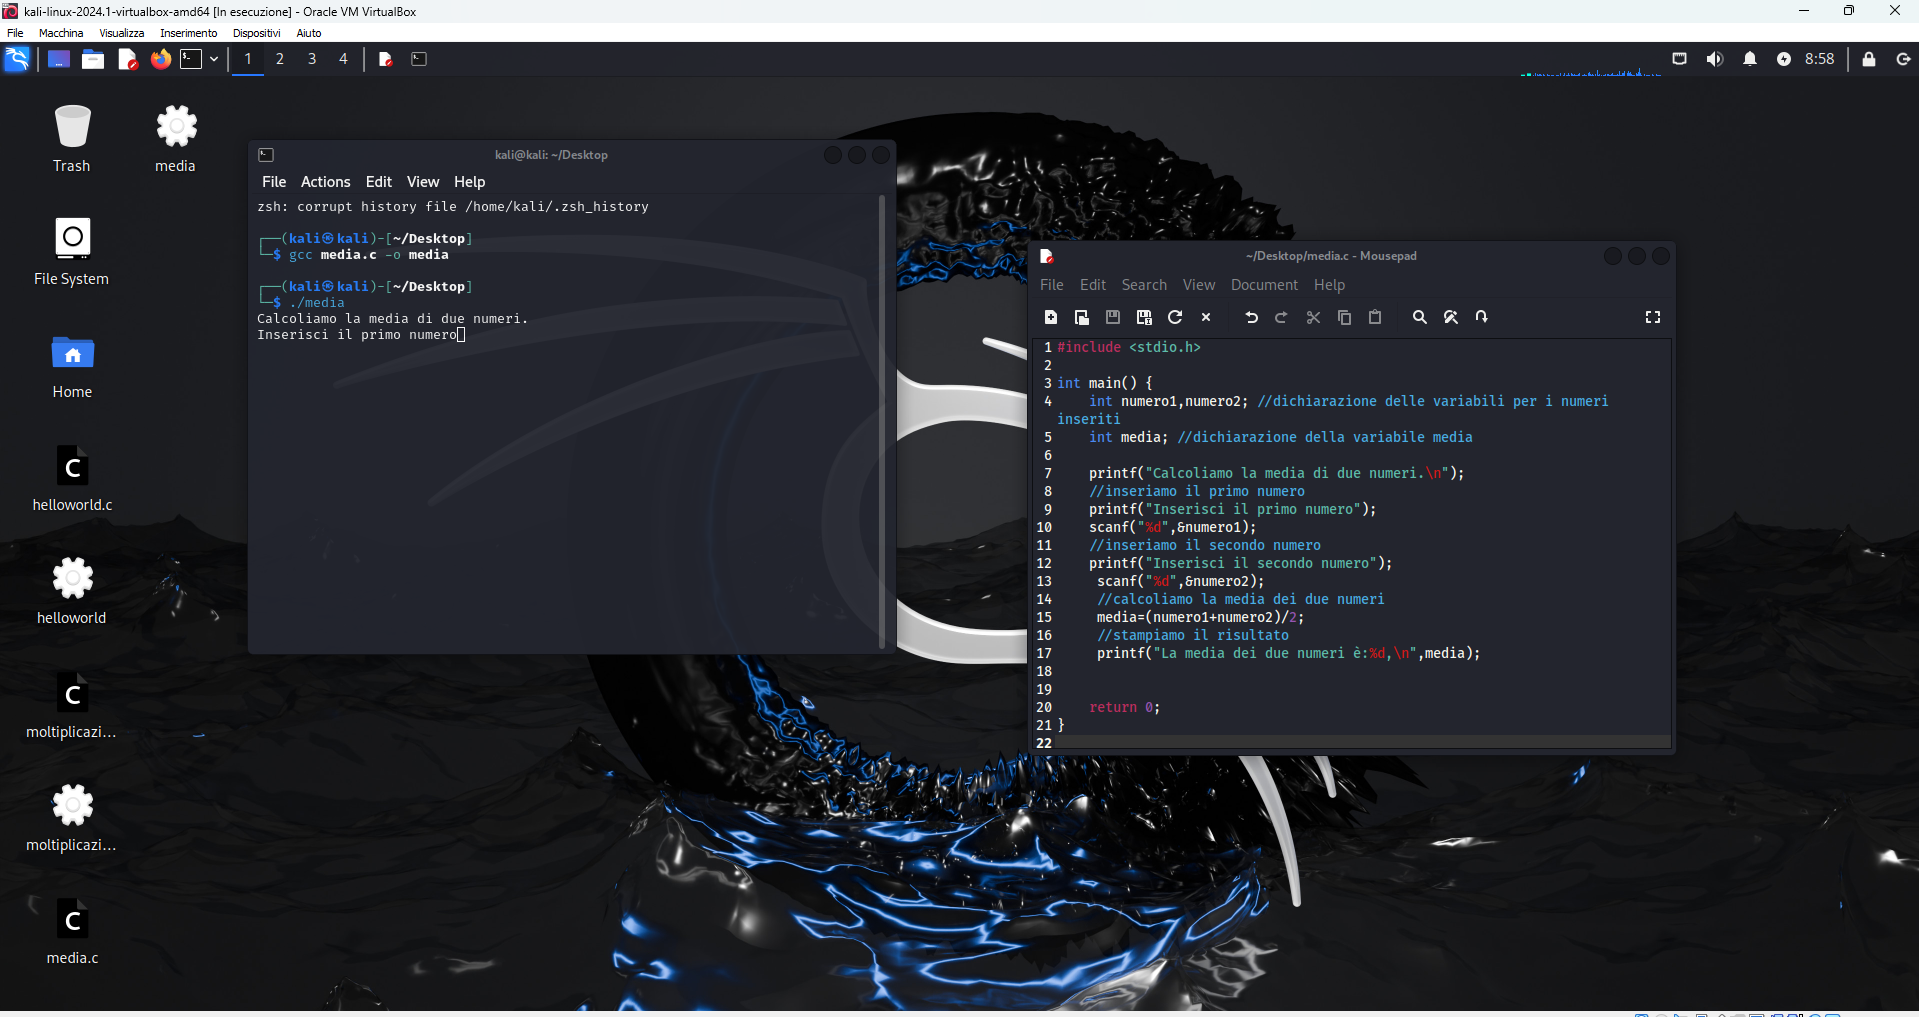 kali-linux-2024.1-virtualbox-amd64 [In esecuzione] - Oracle VM VirtualBox
File Macchina Visualizza Inserimento Dispositivi Aiuto
1 2 3 4 8:58
Trash
media
File System
Home
helloworld.c
helloworld
moltiplicazi...
moltiplicazi...
media.c
kali@kali: ~/Desktop
File Actions Edit View Help
zsh: corrupt history file /home/kali/.zsh_history
┌──(kali㉿kali)-[~/Desktop]
└─$ gcc media.c -o media
┌──(kali㉿kali)-[~/Desktop]
└─$ ./media
Calcoliamo la media di due numeri.
Inserisci il primo numero
~/Desktop/media.c - Mousepad
File Edit Search View Document Help
1 #include <stdio.h>
2
3 int main() {
4     int numero1,numero2; //dichiarazione delle variabili per i numeri
inseriti
5     int media; //dichiarazione della variabile media
6
7     printf("Calcoliamo la media di due numeri.\n");
8     //inseriamo il primo numero
9     printf("Inserisci il primo numero");
10     scanf("%d",&numero1);
11     //inseriamo il secondo numero
12     printf("Inserisci il secondo numero");
13      scanf("%d",&numero2);
14      //calcoliamo la media dei due numeri
15      media=(numero1+numero2)/2;
16      //stampiamo il risultato
17      printf("La media dei due numeri è:%d,\n",media);
18
19
20     return 0;
21 }
22